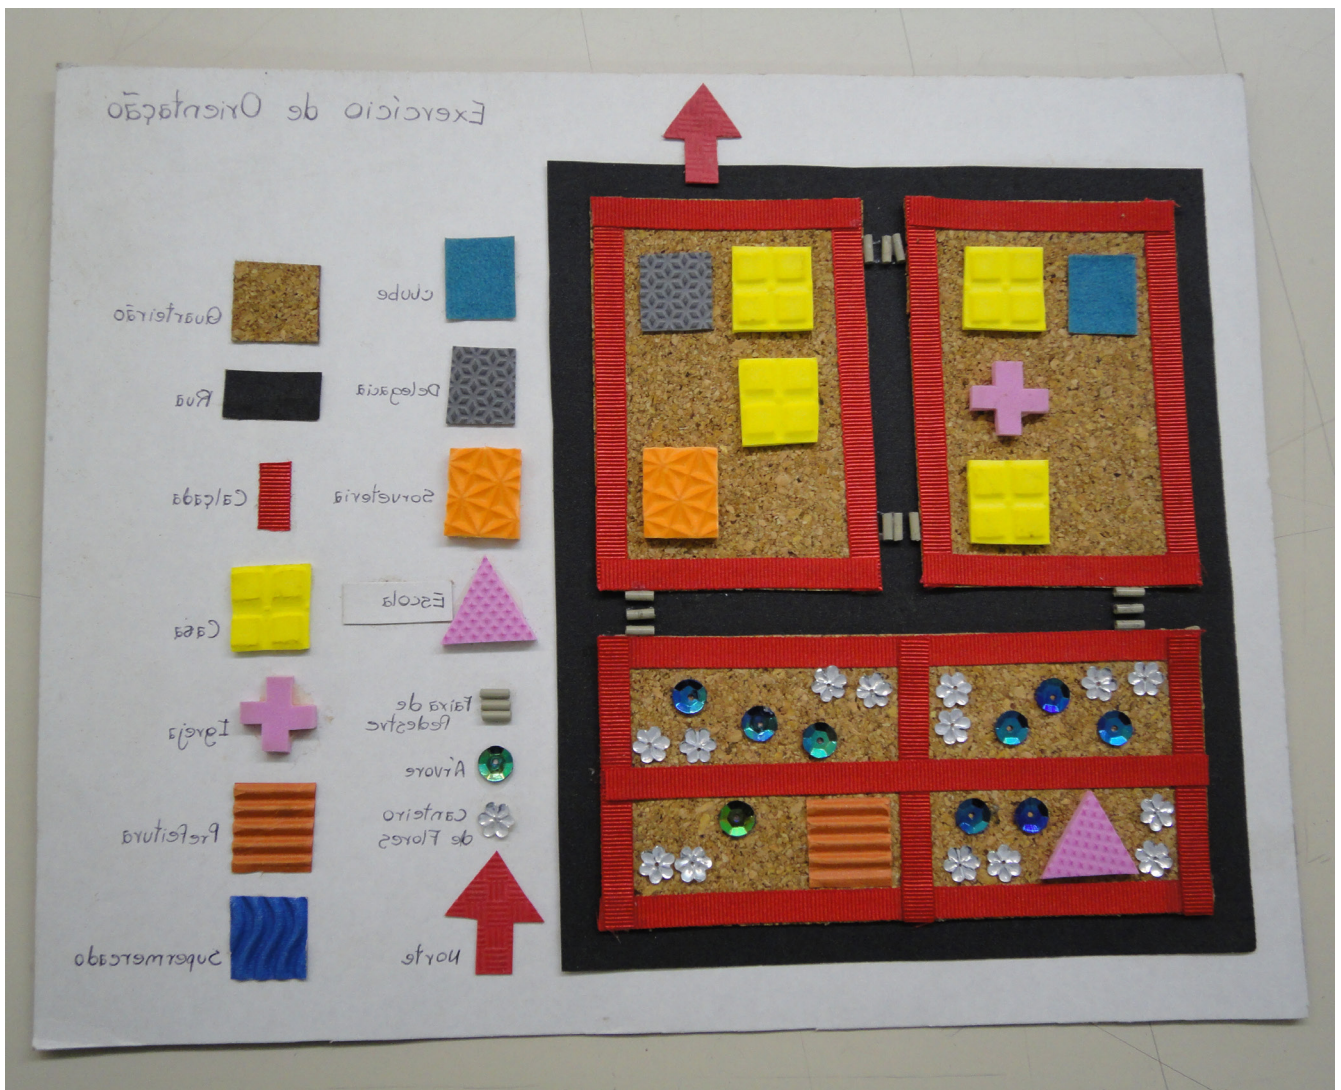 Exercício de Orientação
Clube
Quarteirão
Delegacia
Rua
Sorveteria
Calçada
Escola
Casa
Faixa de
Pedestre
Igreja
Árvore
Canteiro
de Flores
Prefeitura
Norte
Supermercado